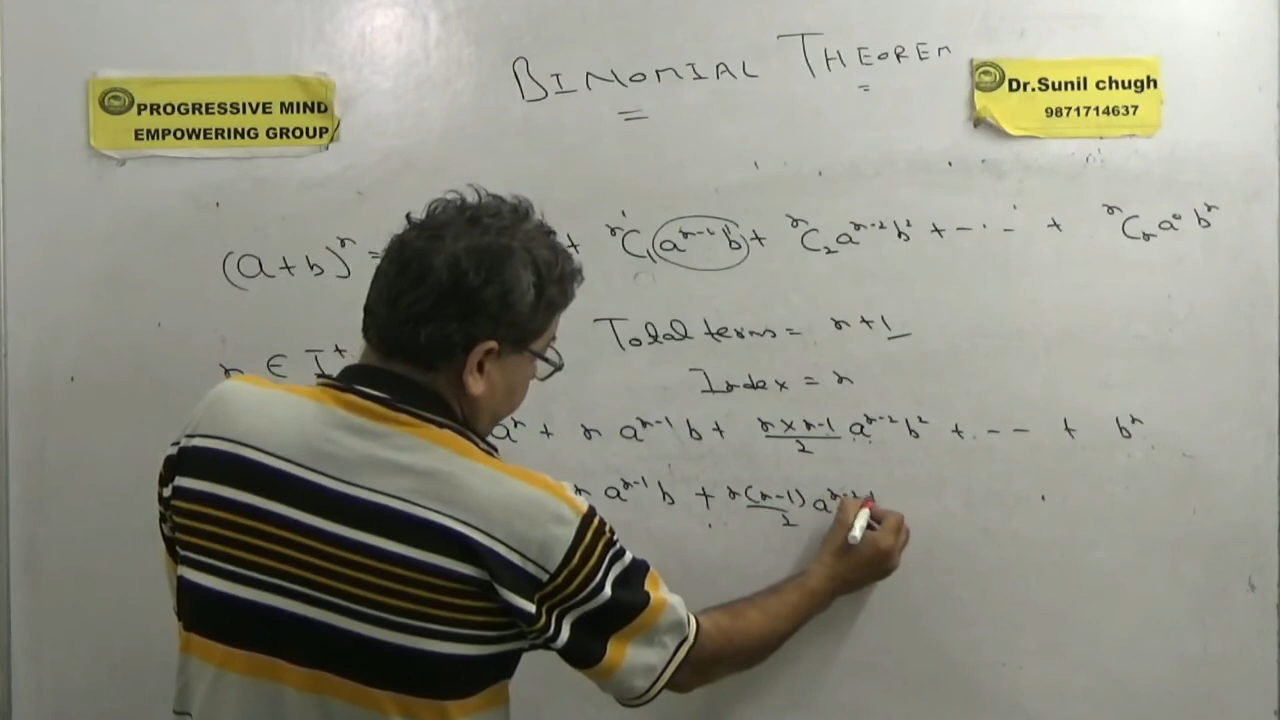 BINOMIAL THEOREM
PROGRESSIVE MIND
EMPOWERING GROUP
Dr.Sunil chugh
9871714637
(a+b)ⁿ = + ⁿC₁ aⁿ⁻¹ b¹ + ⁿC₂ aⁿ⁻² b² + - - - + ⁿCₙ a⁰ bⁿ
Total terms = n+1
n ∈ I⁺
Index = n
aⁿ + n aⁿ⁻¹ b + n×n-1/2 aⁿ⁻² b² + - - - + bⁿ
n aⁿ⁻¹ b + n(n-1)/2 aⁿ⁻²